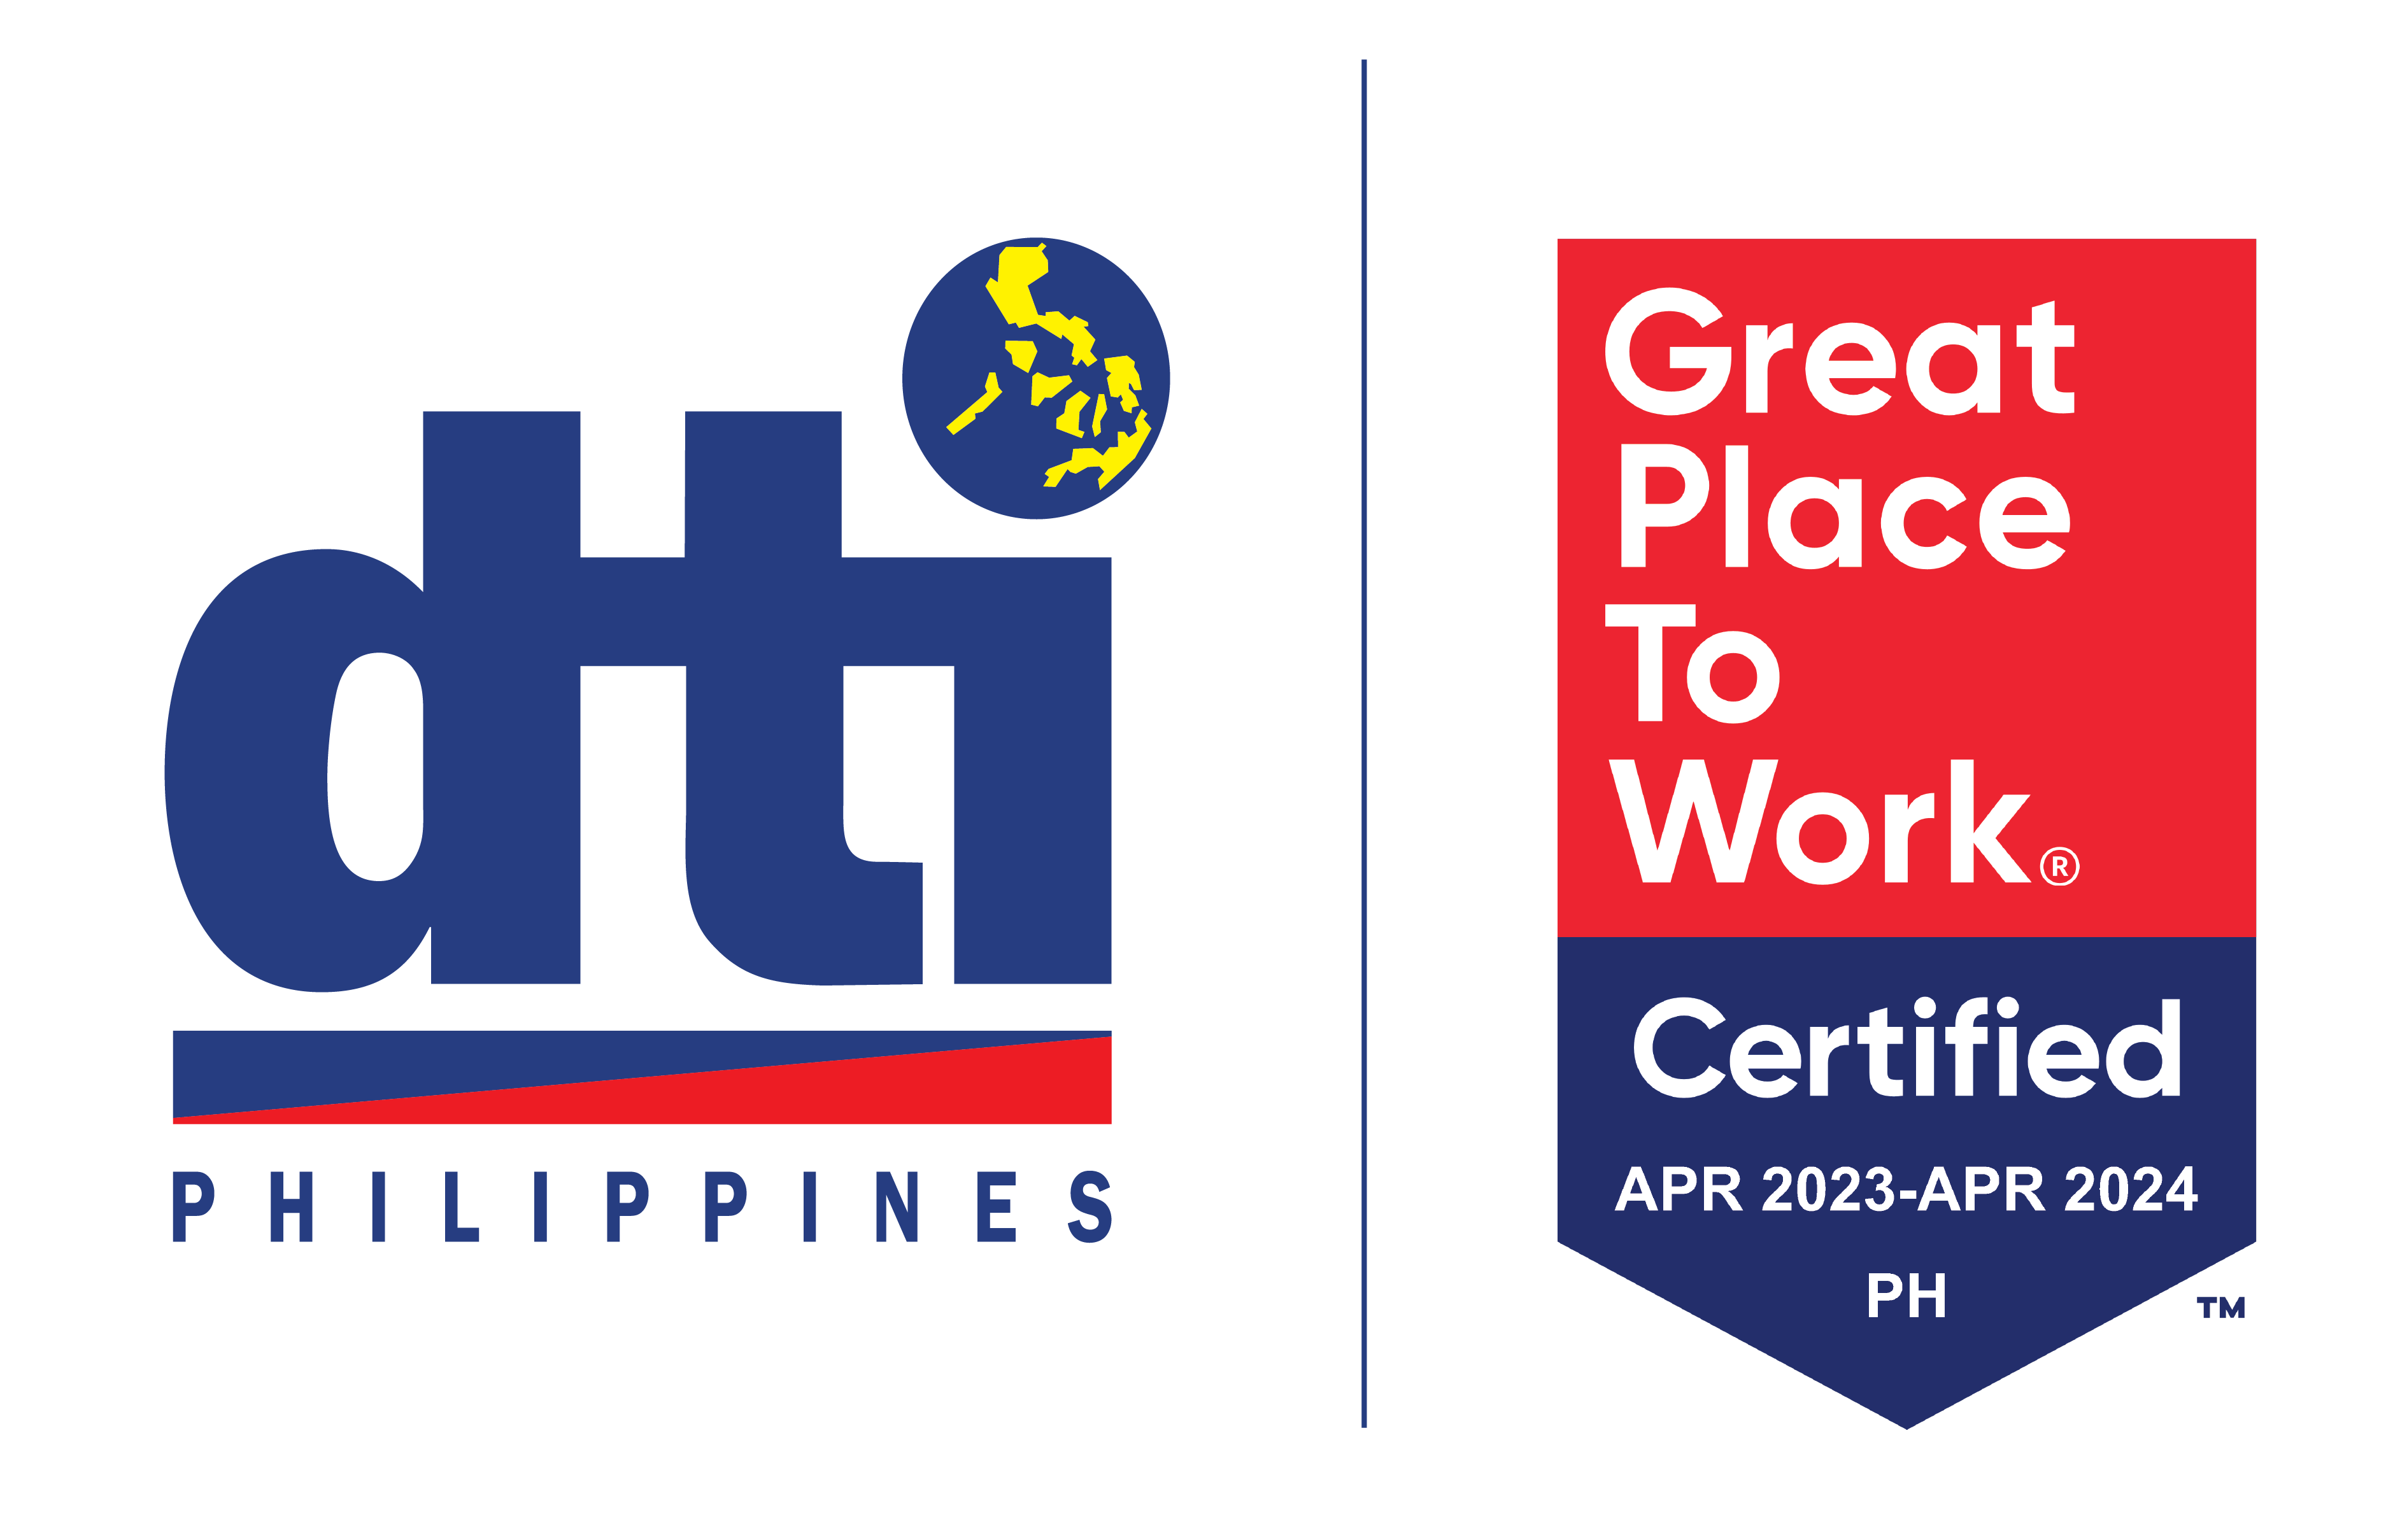 dti
PHILIPPINES
Great
Place
To
Work®
Certified
APR 2023-APR 2024
PH
TM